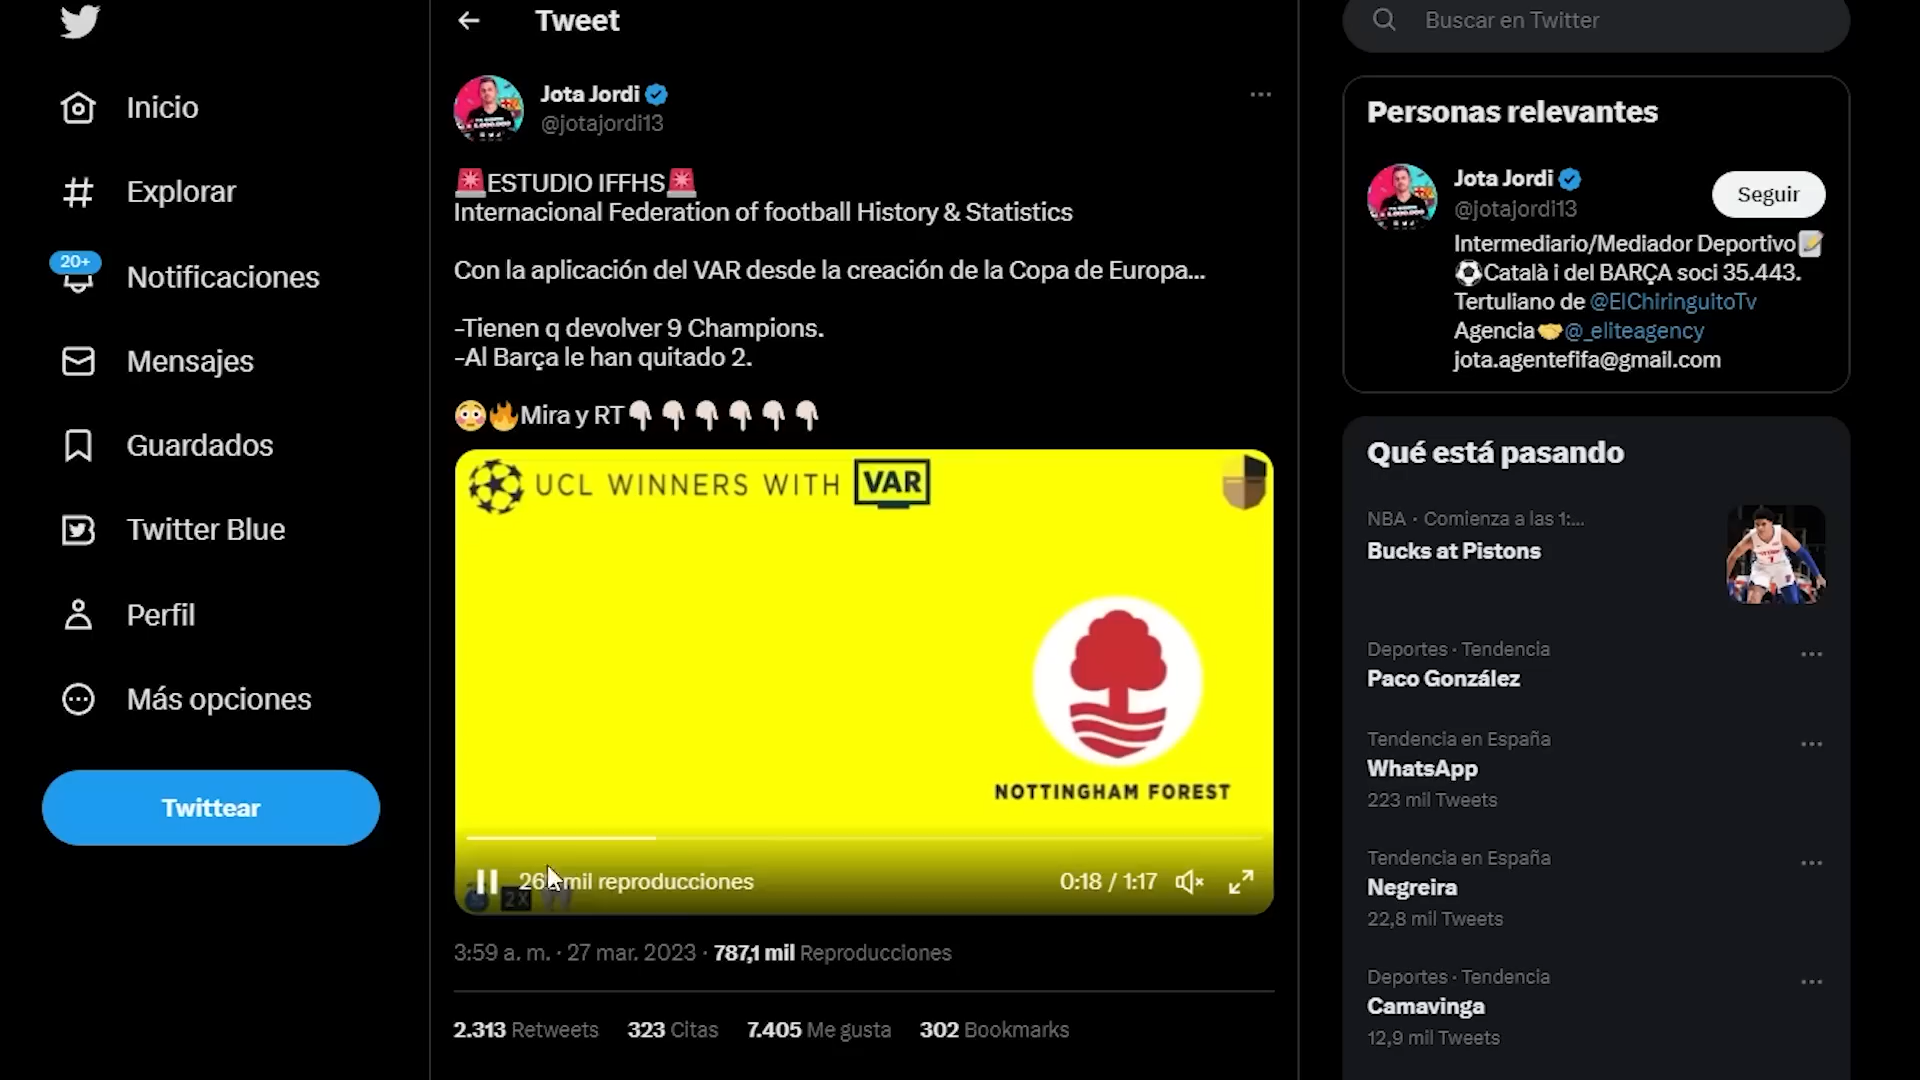 Tweet
Inicio
Explorar
20+
Notificaciones
Mensajes
Guardados
Twitter Blue
Perfil
Más opciones
Twittear
Jota Jordi
@jotajordi13
🚨ESTUDIO IFFHS🚨
Internacional Federation of football History & Statistics
Con la aplicación del VAR desde la creación de la Copa de Europa...
-Tienen q devolver 9 Champions.
-Al Barça le han quitado 2.
😳🔥Mira y RT👇🏻👇🏻👇🏻👇🏻👇🏻👇🏻
UCL WINNERS WITH VAR
NOTTINGHAM FOREST
mil reproducciones
0:18 / 1:17
2X
3:59 a. m. · 27 mar. 2023 · 787,1 mil Reproducciones
2.313 Retweets 323 Citas 7.405 Me gusta 302 Bookmarks
Buscar en Twitter
Personas relevantes
Jota Jordi
@jotajordi13
Seguir
Intermediario/Mediador Deportivo📝
⚽Català i del BARÇA soci 35.443.
Tertuliano de @ElChiringuitoTv
Agencia🤝@_eliteagency
jota.agentefifa@gmail.com
Qué está pasando
NBA · Comienza a las 1:...
Bucks at Pistons
Deportes · Tendencia
Paco González
Tendencia en España
WhatsApp
223 mil Tweets
Tendencia en España
Negreira
22,8 mil Tweets
Deportes · Tendencia
Camavinga
12,9 mil Tweets